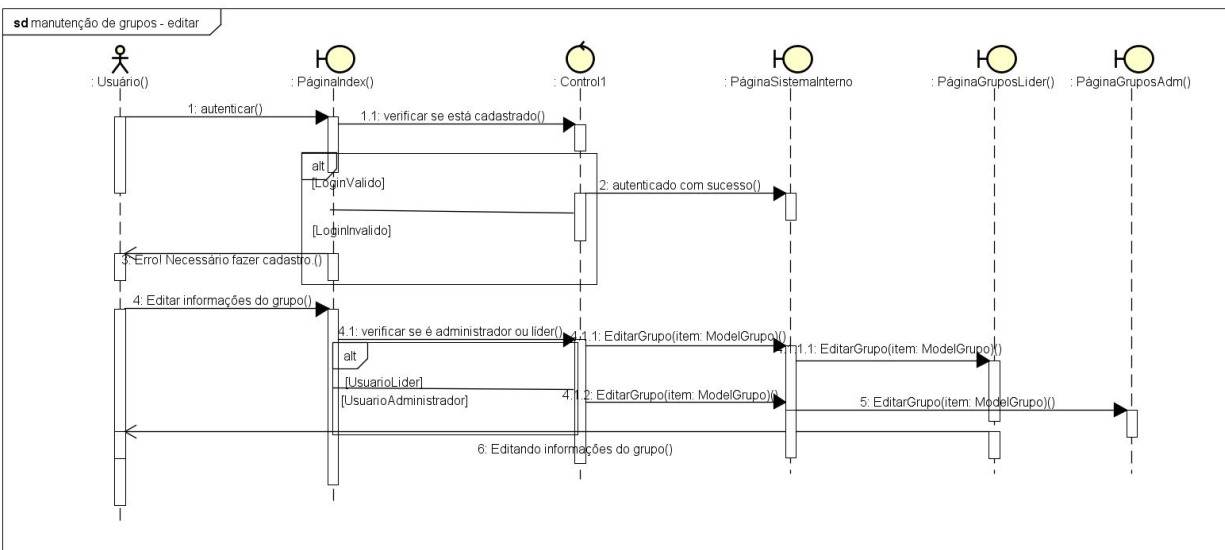 sd manutenção de grupos - editar
: Usuário()
: PáginaIndex()
: Control1
: PáginaSistemaInterno
: PáginaGruposLider()
: PáginaGruposAdm()
1: autenticar()
1.1: verificar se está cadastrado()
alt
[LoginValido]
2: autenticado com sucesso()
[LoginInvalido]
3: Erro! Necessário fazer cadastro.()
4: Editar informações do grupo()
4.1: verificar se é administrador ou líder()
4.1.1: EditarGrupo(item: ModelGrupo)()
4.1.1.1: EditarGrupo(item: ModelGrupo)()
alt
[UsuarioLider]
[UsuarioAdministrador]
4.1.2: EditarGrupo(item: ModelGrupo)()
5: EditarGrupo(item: ModelGrupo)()
6: Editando informações do grupo()